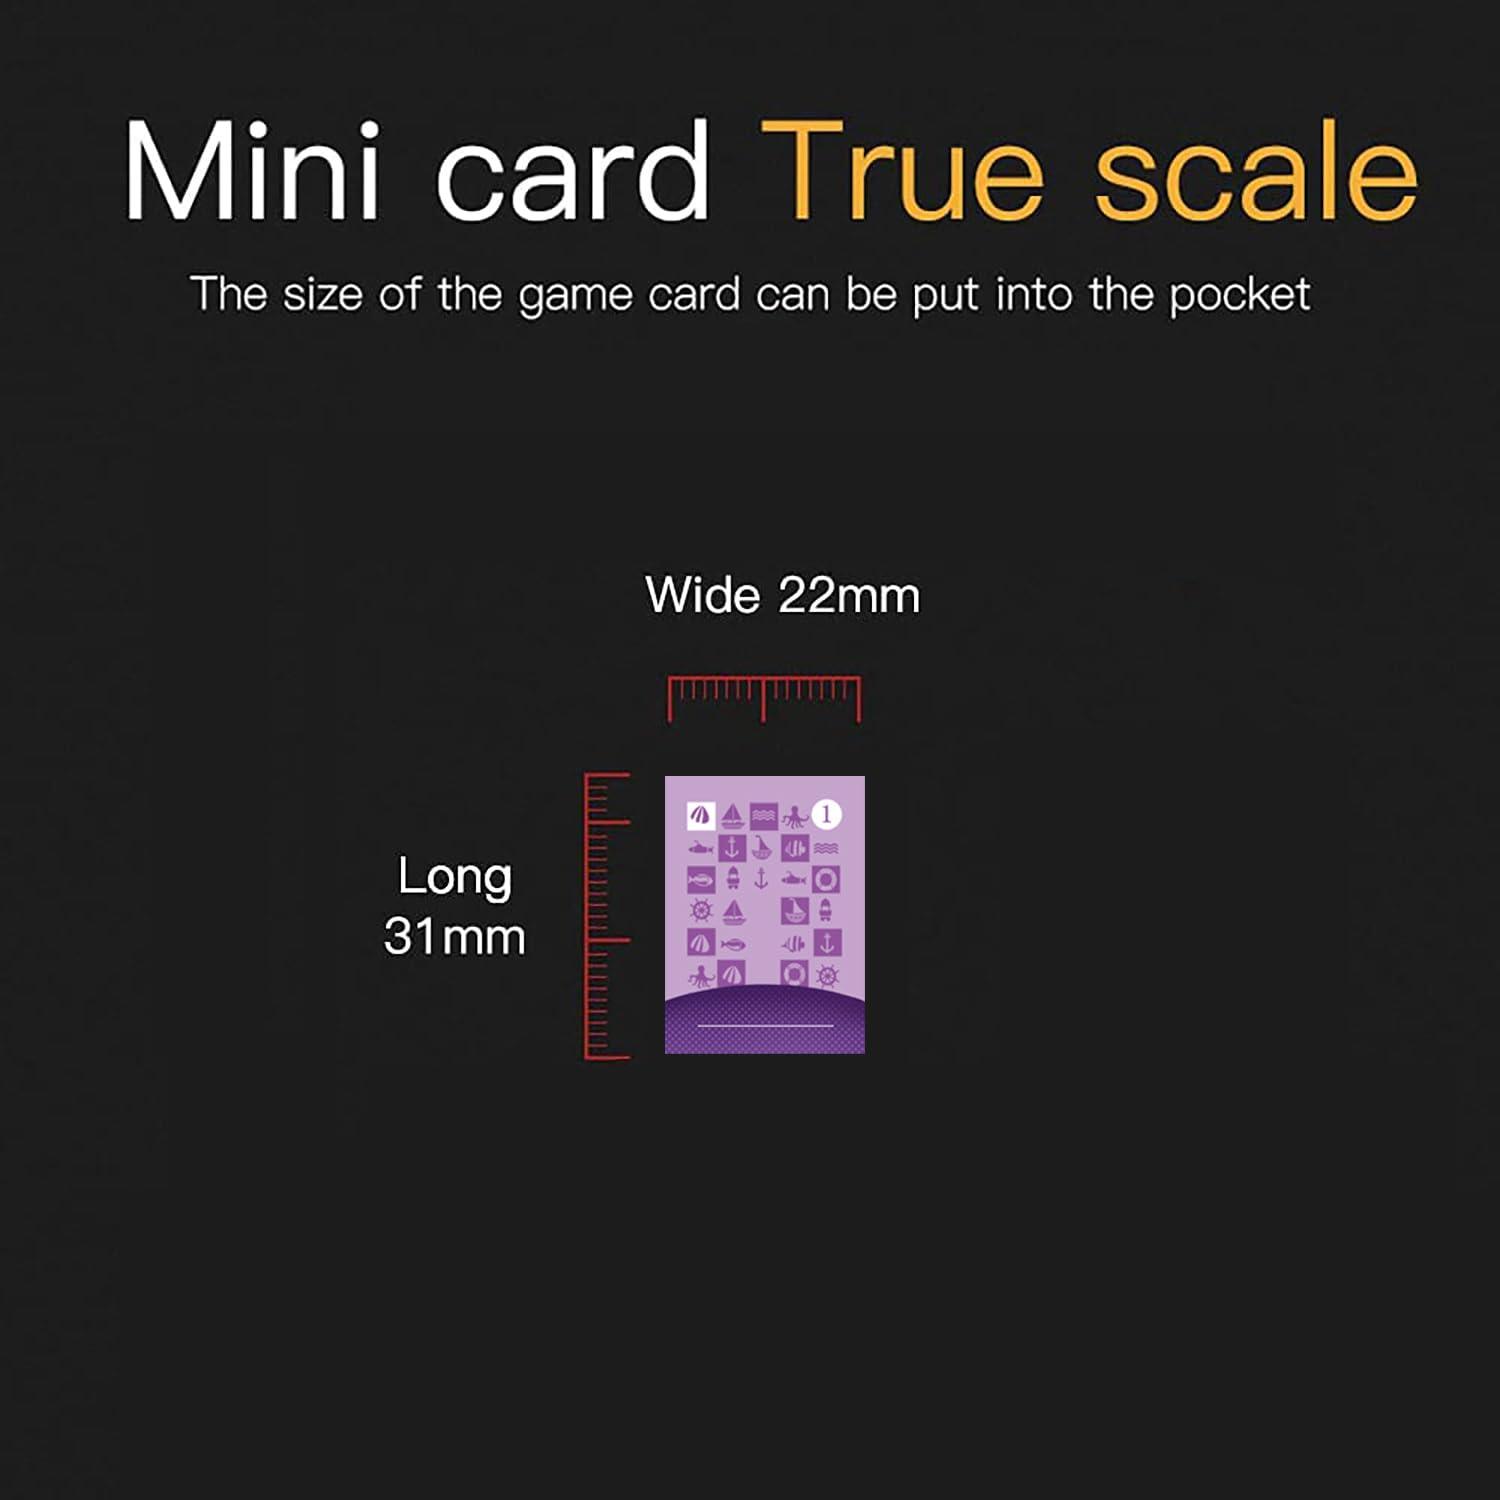 Mini card True scale
The size of the game card can be put into the pocket
Wide 22mm
1
Long
31mm